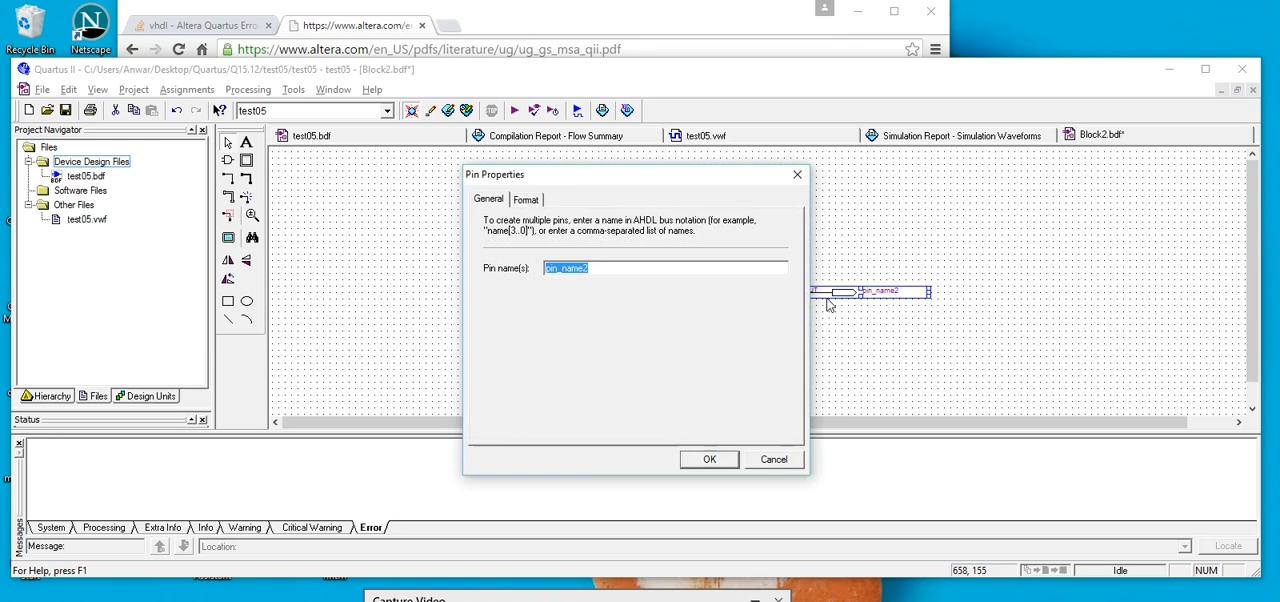 vhdl - Altera Quartus Erro
https://www.altera.com/e
Recycle Bin
Netscape
https://www.altera.com/en_US/pdfs/literature/ug/ug_gs_msa_qii.pdf
Quartus II - C:/Users/Anwar/Desktop/Quartus/Q15.12/test05/test05 - test05 - [Block2.bdf*]
File Edit View Project Assignments Processing Tools Window Help
test05
Project Navigator
test05.bdf
Compilation Report - Flow Summary
test05.vwf
Simulation Report - Simulation Waveforms
Block2.bdf*
Files
Device Design Files
test05.bdf
Software Files
Other Files
test05.vwf
Pin Properties
General
Format
To create multiple pins, enter a name in AHDL bus notation (for example,
"name[3..0]"), or enter a comma-separated list of names.
Pin name(s):
pin_name2
pin_name2
Hierarchy
Files
Design Units
OK
Cancel
Status
Messages
System
Processing
Extra Info
Info
Warning
Critical Warning
Error
Message:
Location:
Locate
For Help, press F1
658, 155
Idle
NUM
Capture Video